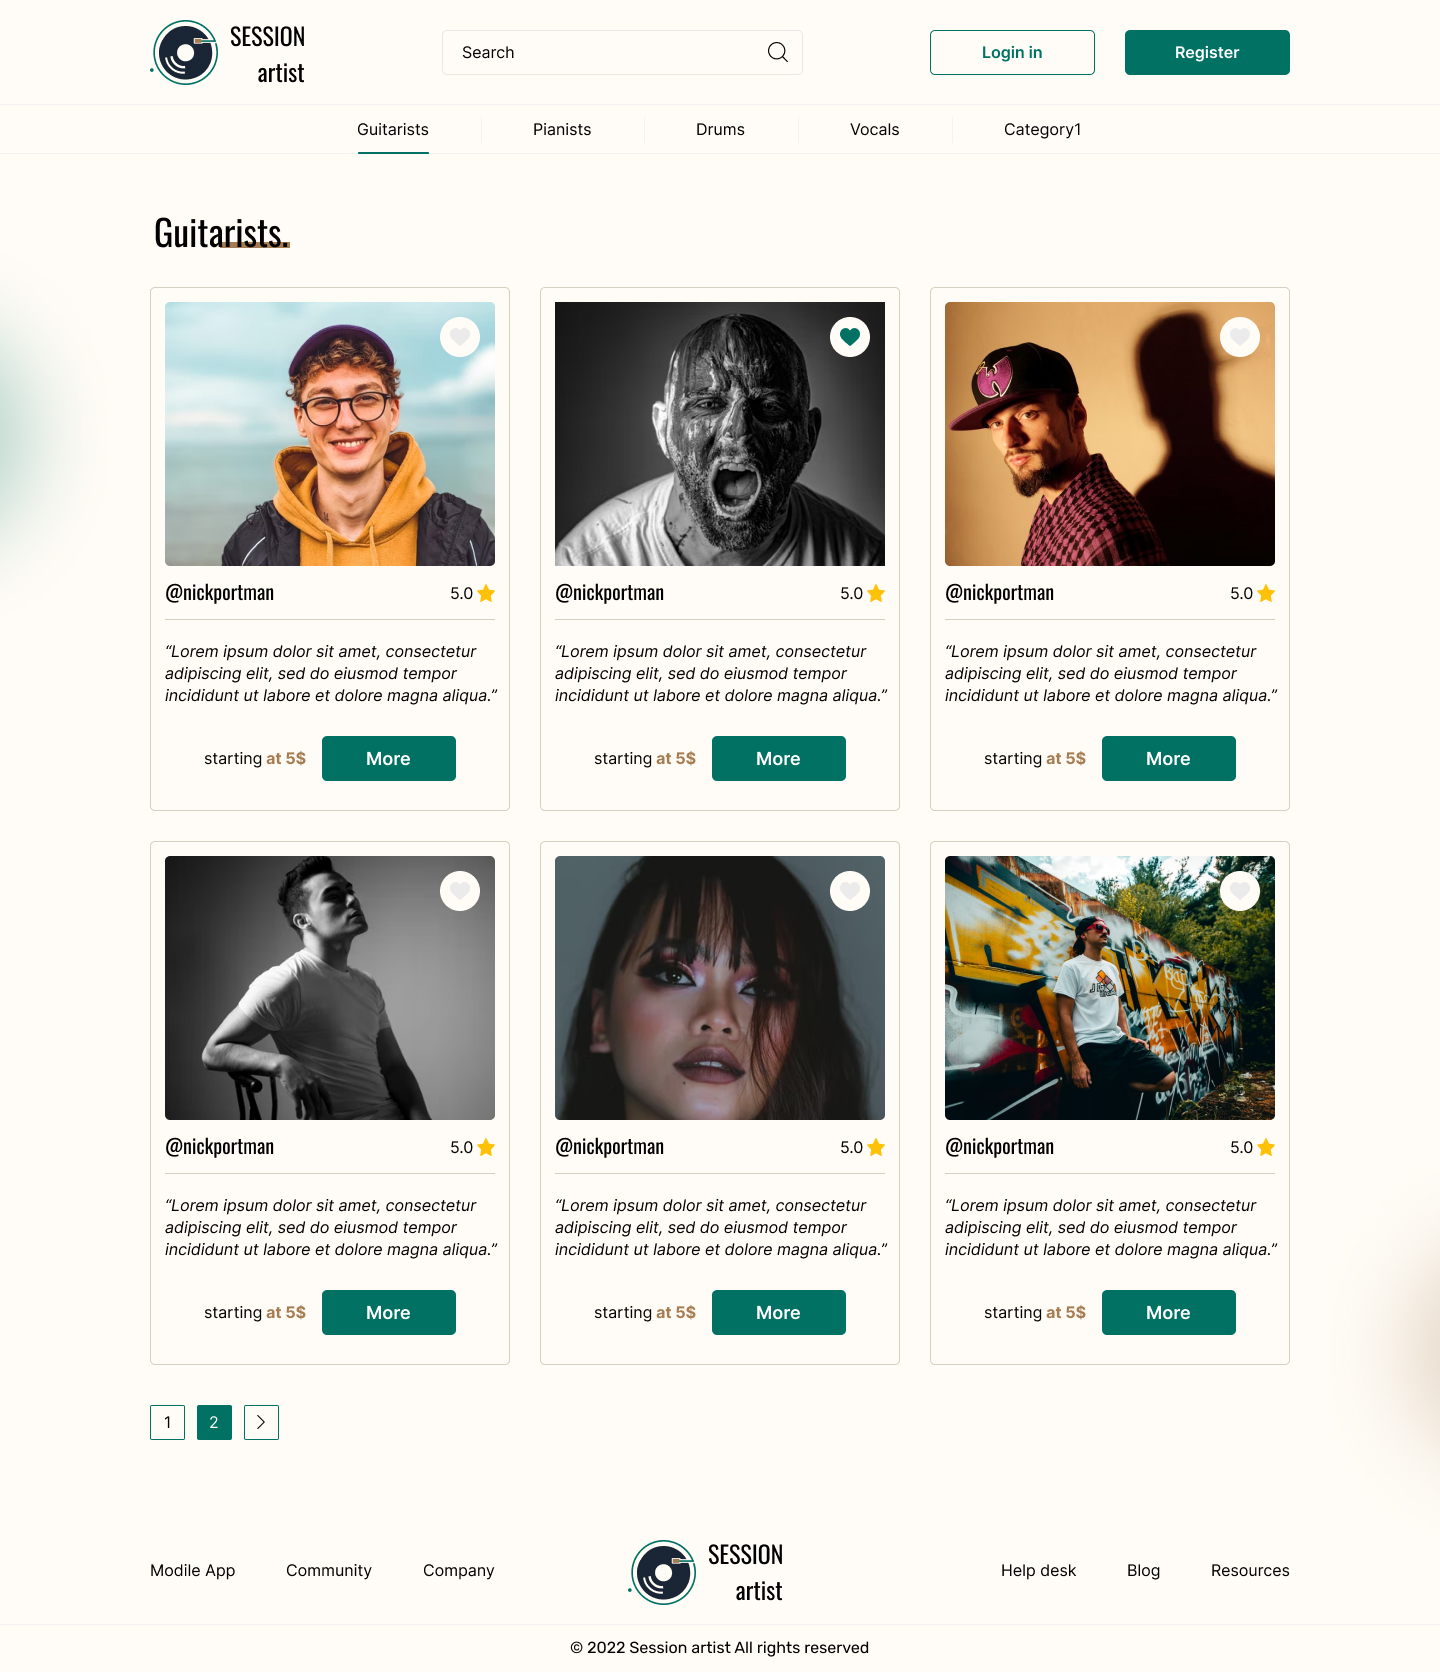 SESSION
artist
Search
Login in
Register
Guitarists
Pianists
Drums
Vocals
Category1
Guitarists.
@nickportman
5.0
“Lorem ipsum dolor sit amet, consectetur
adipiscing elit, sed do eiusmod tempor
incididunt ut labore et dolore magna aliqua.”
starting at 5$
More
@nickportman
5.0
“Lorem ipsum dolor sit amet, consectetur
adipiscing elit, sed do eiusmod tempor
incididunt ut labore et dolore magna aliqua.”
starting at 5$
More
@nickportman
5.0
“Lorem ipsum dolor sit amet, consectetur
adipiscing elit, sed do eiusmod tempor
incididunt ut labore et dolore magna aliqua.”
starting at 5$
More
@nickportman
5.0
“Lorem ipsum dolor sit amet, consectetur
adipiscing elit, sed do eiusmod tempor
incididunt ut labore et dolore magna aliqua.”
starting at 5$
More
@nickportman
5.0
“Lorem ipsum dolor sit amet, consectetur
adipiscing elit, sed do eiusmod tempor
incididunt ut labore et dolore magna aliqua.”
starting at 5$
More
@nickportman
5.0
“Lorem ipsum dolor sit amet, consectetur
adipiscing elit, sed do eiusmod tempor
incididunt ut labore et dolore magna aliqua.”
starting at 5$
More
1
2
Modile App
Community
Company
SESSION
artist
Help desk
Blog
Resources
© 2022 Session artist All rights reserved